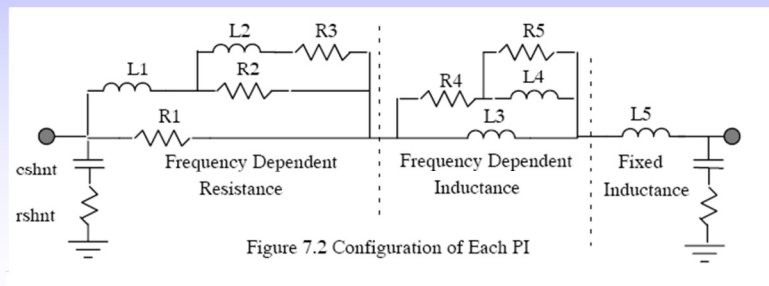 L2
R3
R5
L1
R2
R4
L4
R1
L3
L5
cshnt
Frequency Dependent
Resistance
Frequency Dependent
Inductance
Fixed
Inductance
rshnt
Figure 7.2 Configuration of Each PI